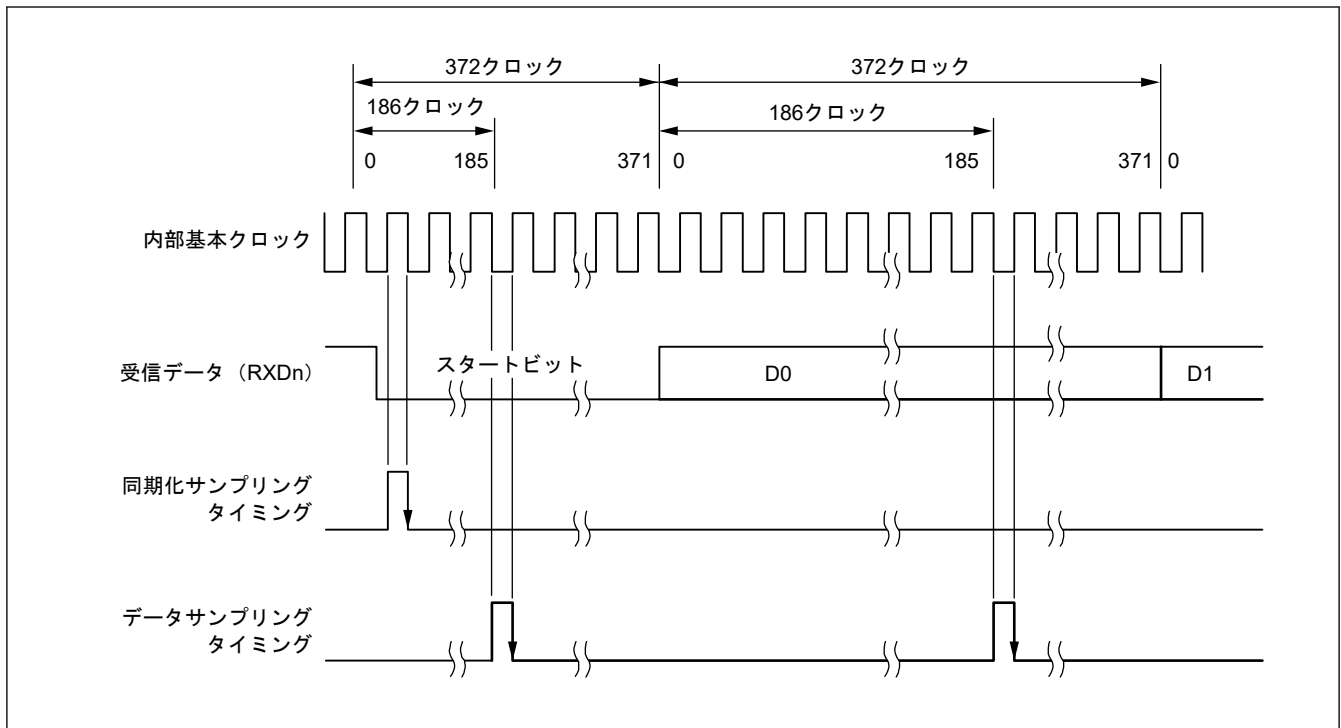 372クロック 372クロック
186クロック 186クロック
0 185 371 0 185 371 0
内部基本クロック
受信データ（RXDn） スタートビット D0 D1
同期化サンプリング
タイミング
データサンプリング
タイミング